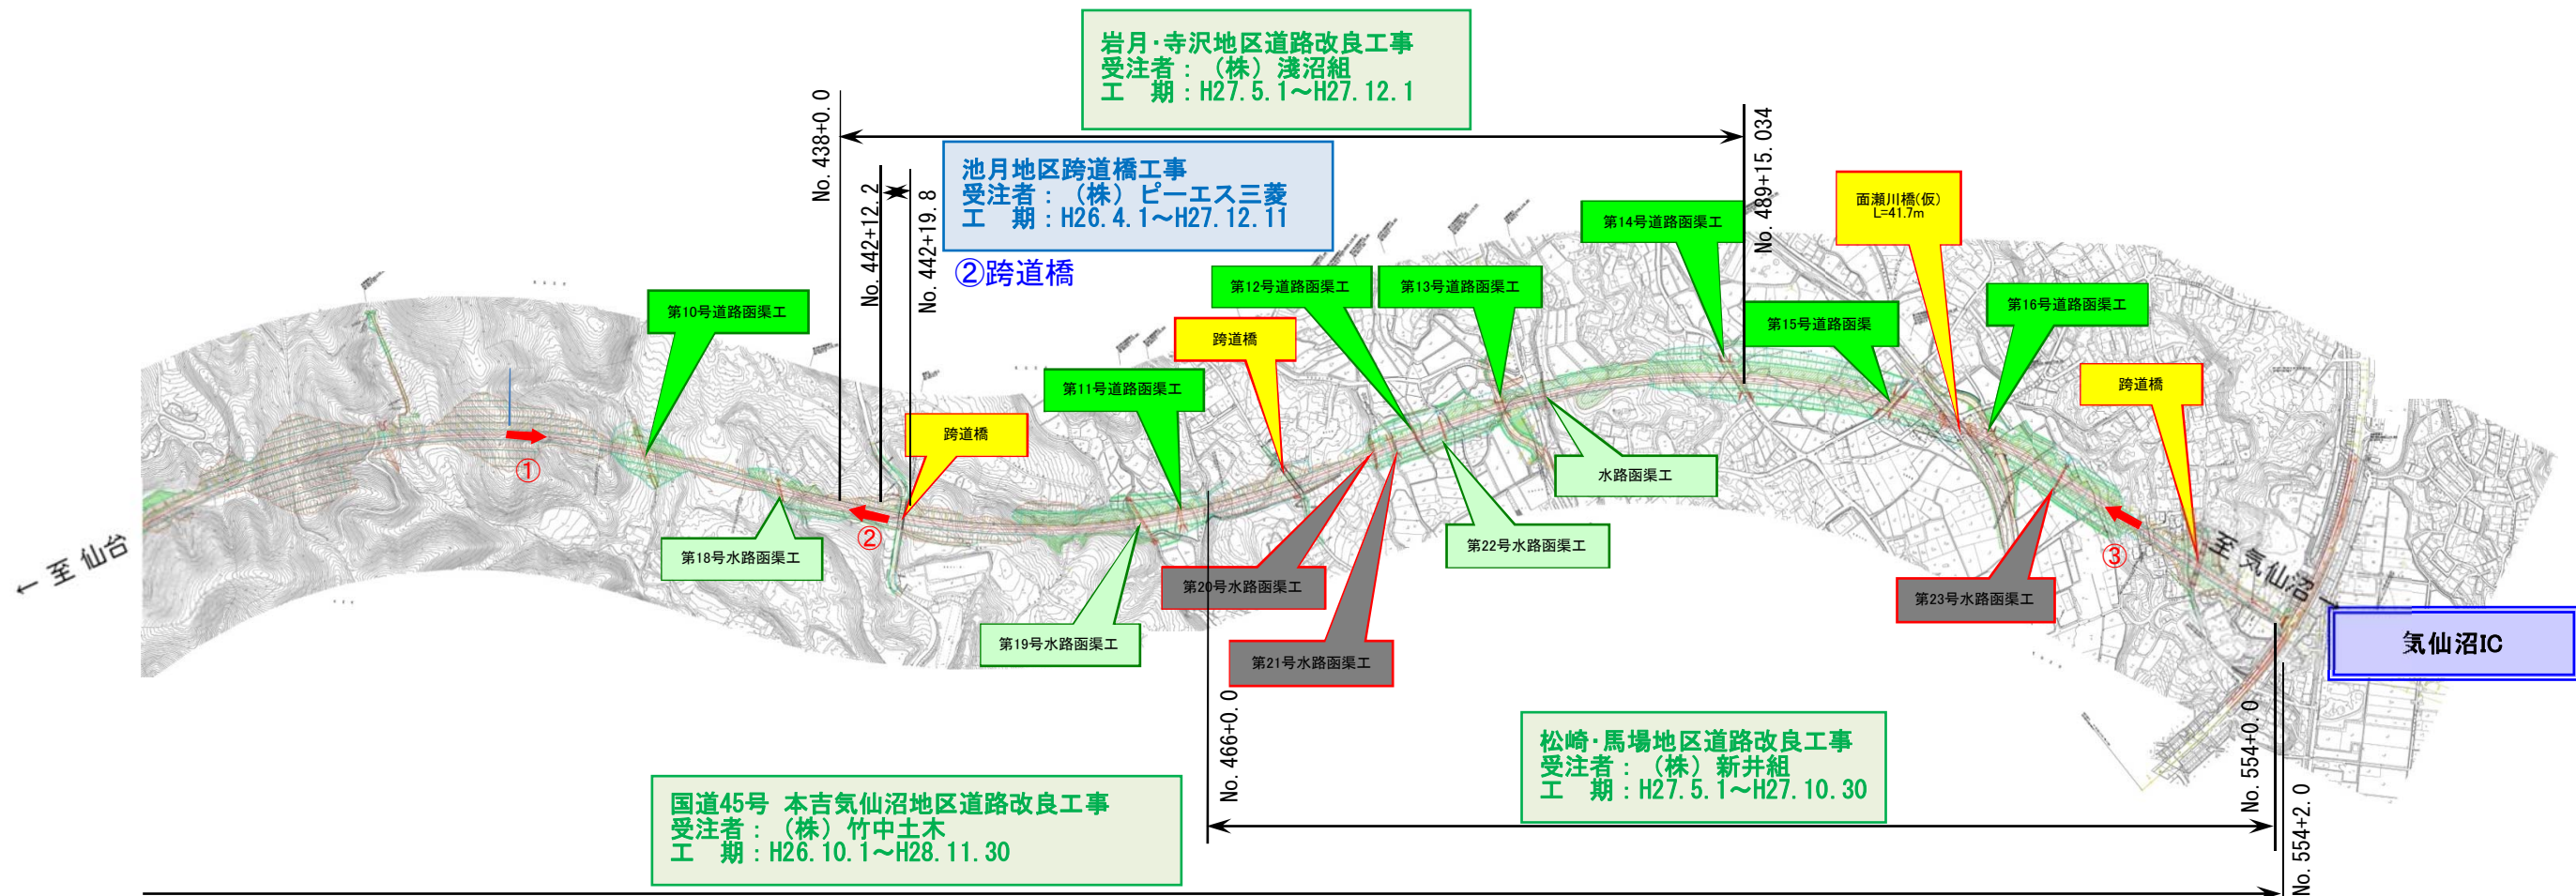 岩月･寺沢地区道路改良工事
受注者：（株）淺沼組
工　期：H27.5.1～H27.12.1
No.438+0.0
No.489+15.034
池月地区跨道橋工事
受注者：（株）ピーエス三菱
工　期：H26.4.1～H27.12.11
No.442+12.2
No.442+19.8
②跨道橋
面瀬川橋(仮)
L=41.7m
第14号道路函渠工
第10号道路函渠工
第12号道路函渠工
第13号道路函渠工
第15号道路函渠
第16号道路函渠工
跨道橋
第11号道路函渠工
跨道橋
跨道橋
①
②
③
水路函渠工
第18号水路函渠工
第22号水路函渠工
第20号水路函渠工
第23号水路函渠工
第19号水路函渠工
第21号水路函渠工
← 至 仙台
至 気仙沼 →
気仙沼IC
No.466+0.0
No.554+0.0
No.554+2.0
松崎･馬場地区道路改良工事
受注者：（株）新井組
工　期：H27.5.1～H27.10.30
国道45号 本吉気仙沼地区道路改良工事
受注者：（株）竹中土木
工　期：H26.10.1～H28.11.30